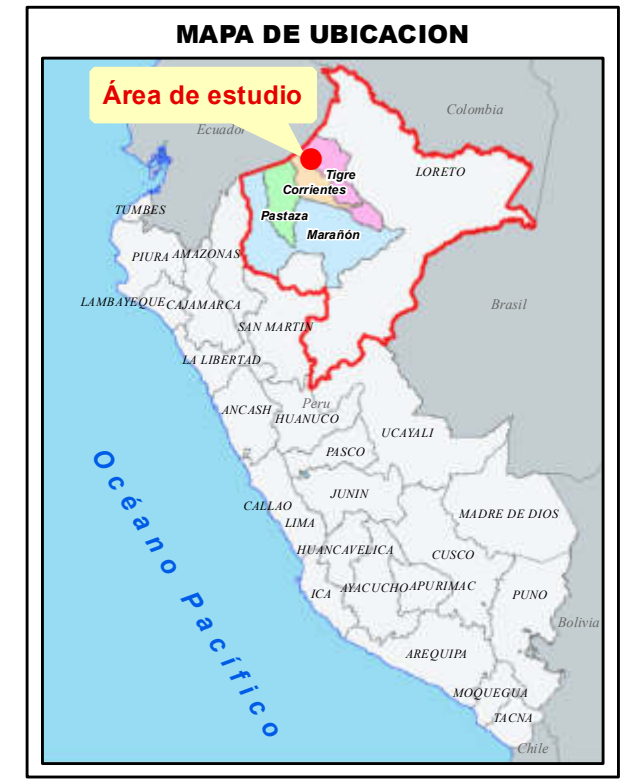 MAPA DE UBICACION
Área de estudio
Colombia
Ecuador
LORETO
Tigre
Corrientes
Pastaza
Marañón
TUMBES
PIURA
AMAZONAS
LAMBAYEQUE
CAJAMARCA
Brasil
SAN MARTIN
LA LIBERTAD
Peru
ANCASH
HUANUCO
UCAYALI
PASCO
JUNIN
CALLAO
LIMA
MADRE DE DIOS
HUANCAVELICA
CUSCO
ICA
AYACUCHO
APURIMAC
PUNO
Bolivia
Océano Pacífico
AREQUIPA
MOQUEGUA
TACNA
Chile